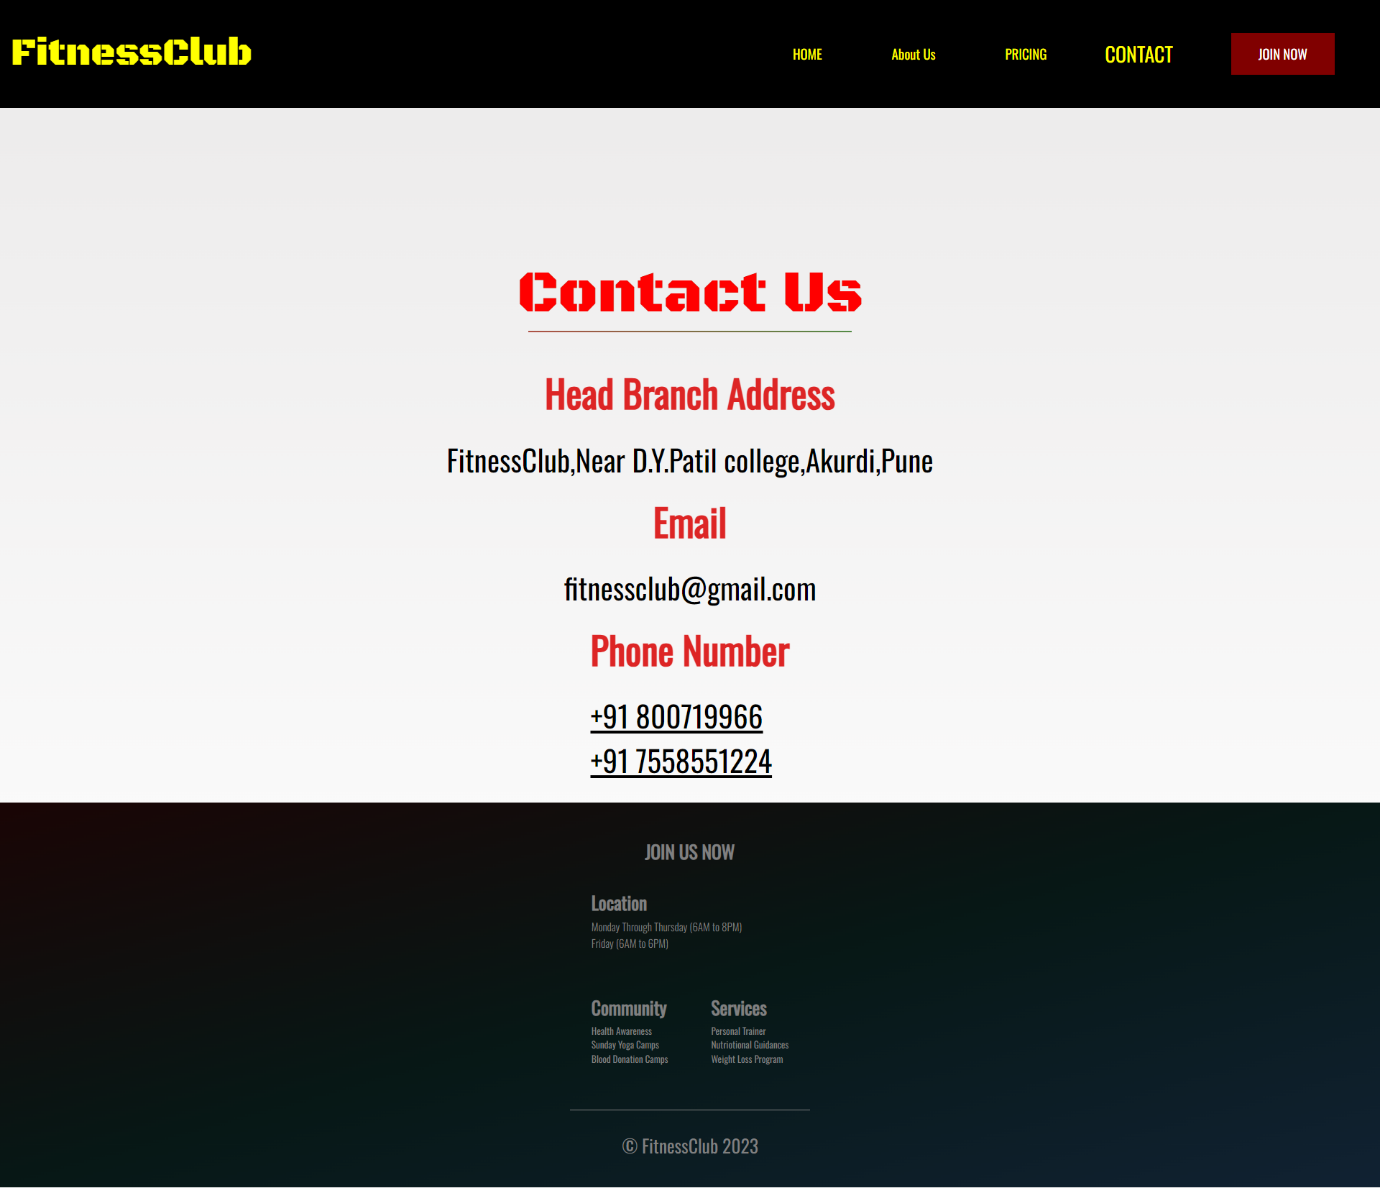 FitnessClub
HOME
About Us
PRICING
CONTACT
JOIN NOW
Contact Us
Head Branch Address
FitnessClub,Near D.Y.Patil college,Akurdi,Pune
Email
fitnessclub@gmail.com
Phone Number
+91 800719966
+91 7558551224
JOIN US NOW
Location
Monday Through Thursday (6AM to 8PM)
Friday (6AM to 6PM)
Community
Health Awareness
Sunday Yoga Camps
Blood Donation Camps
Services
Personal Trainer
Nutriotional Guidances
Weight Loss Program
© FitnessClub 2023